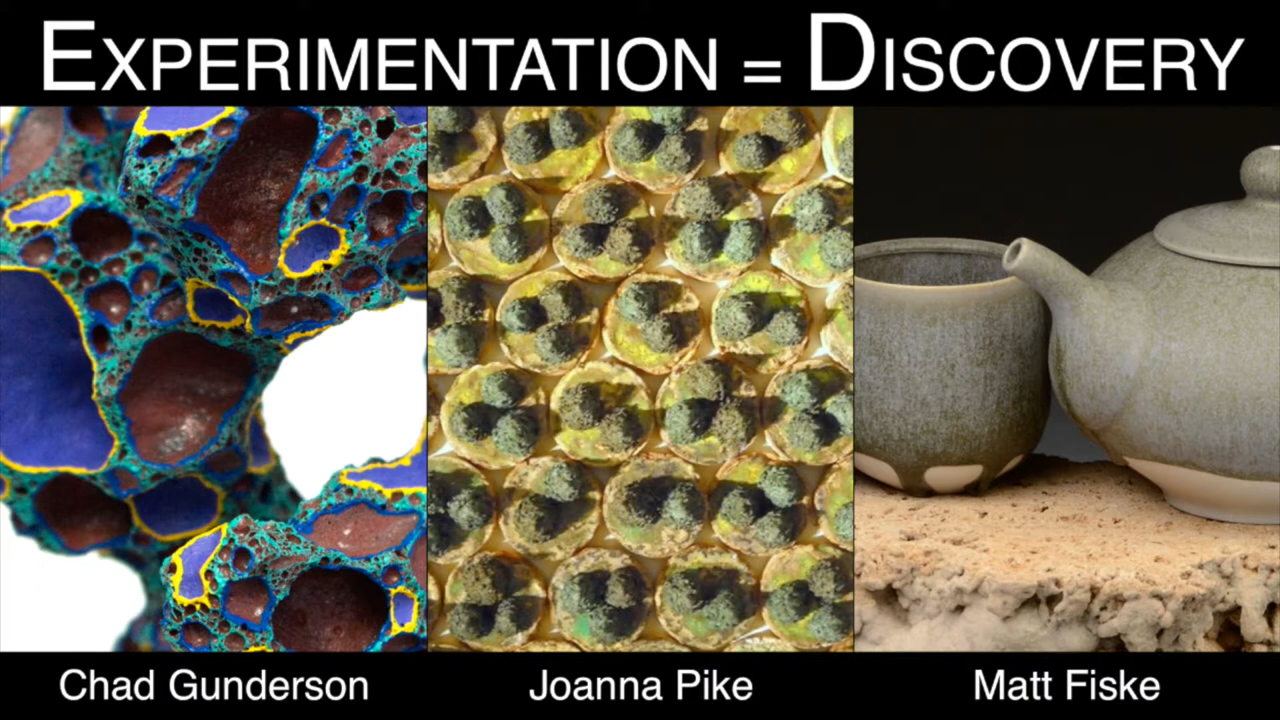 EXPERIMENTATION = DISCOVERY
Chad Gunderson
Joanna Pike
Matt Fiske